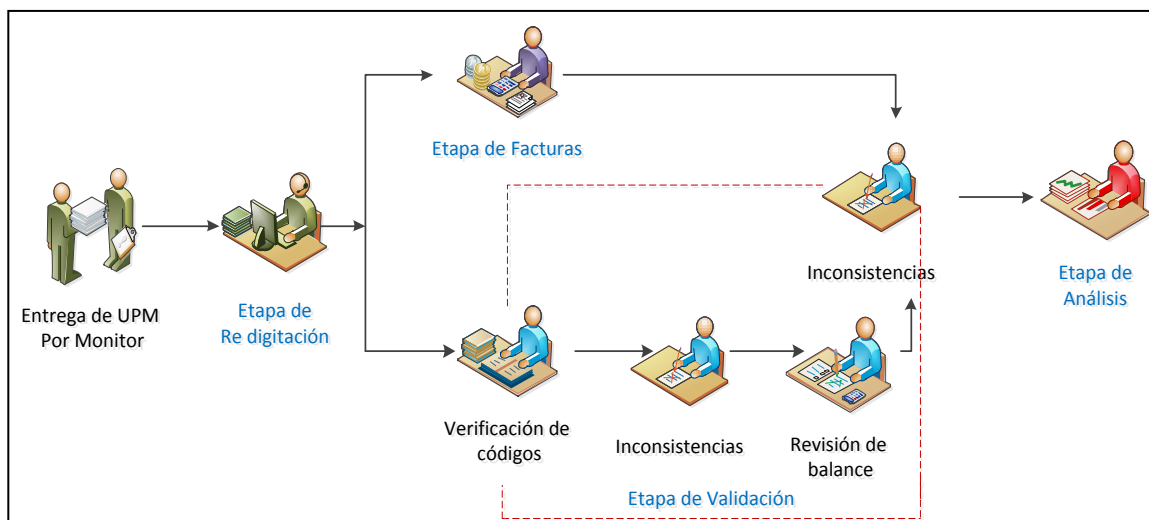 Etapa de Facturas
Inconsistencias
Entrega de UPM
Por Monitor
Etapa de
Re digitación
Etapa de
Análisis
Verificación de
códigos
Inconsistencias
Revisión de
balance
Etapa de Validación